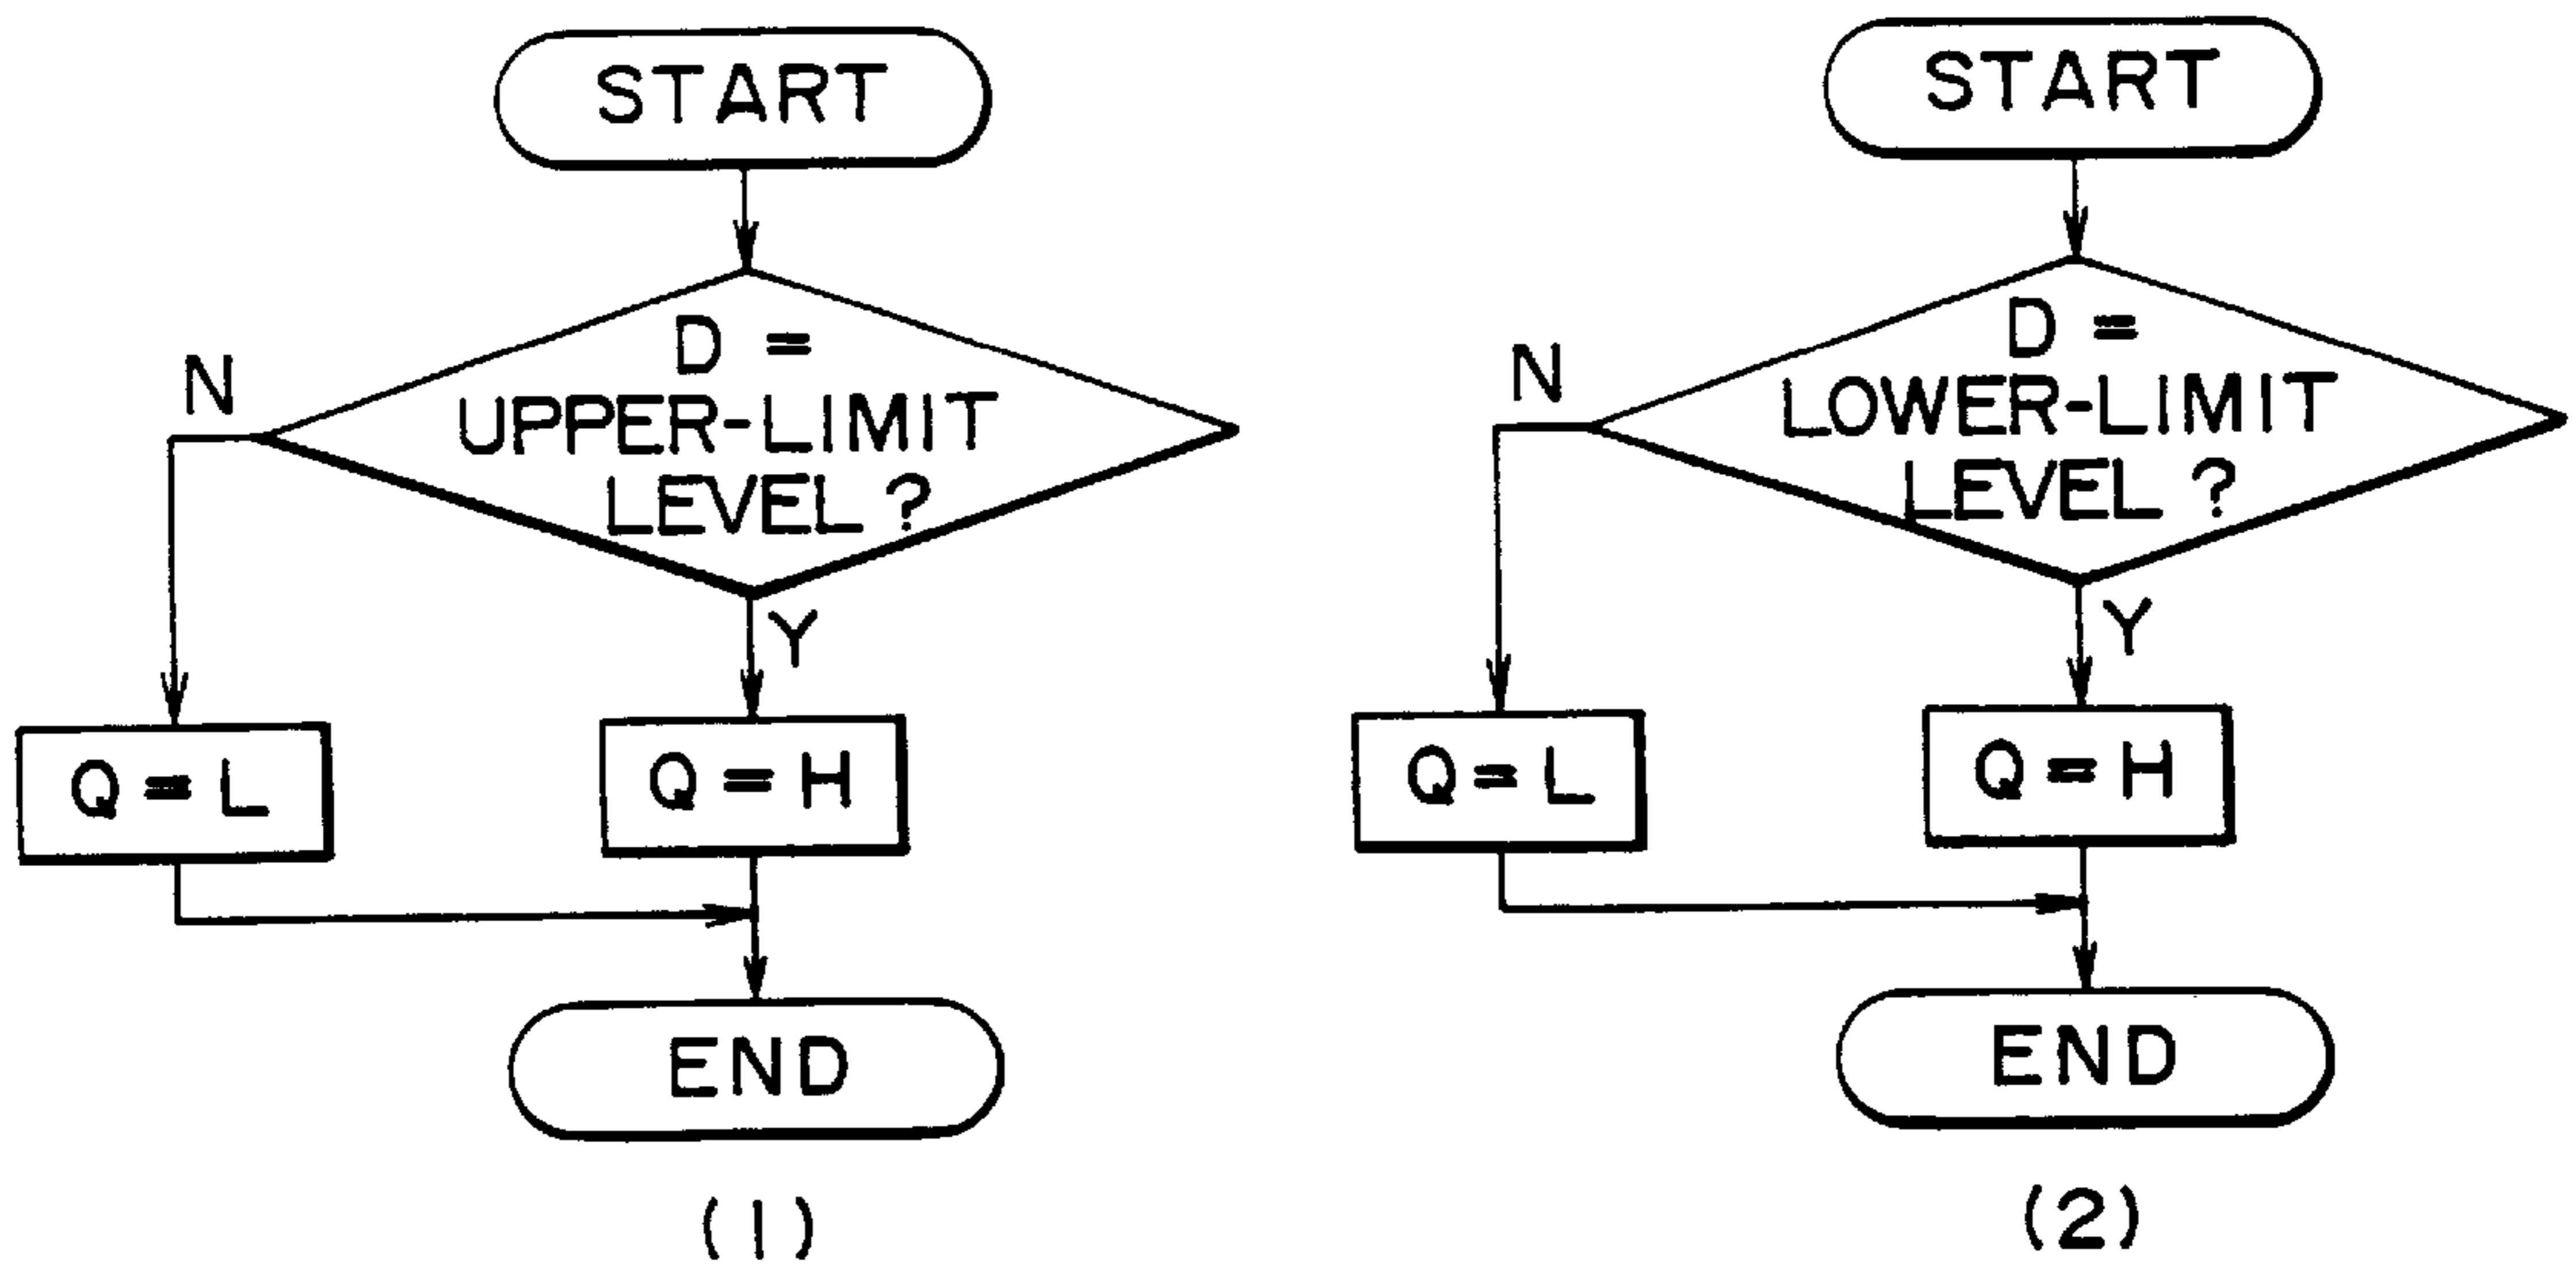 START
D =
UPPER-LIMIT
LEVEL ?
N
Y
Q = L
Q = H
END
(1)
START
D =
LOWER-LIMIT
LEVEL ?
N
Y
Q = L
Q = H
END
(2)